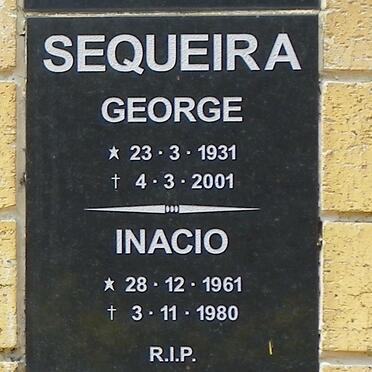 SEQUEIRA
GEORGE
★ 23·3·1931
† 4·3·2001
INACIO
★ 28·12·1961
† 3·11·1980
R.I.P.